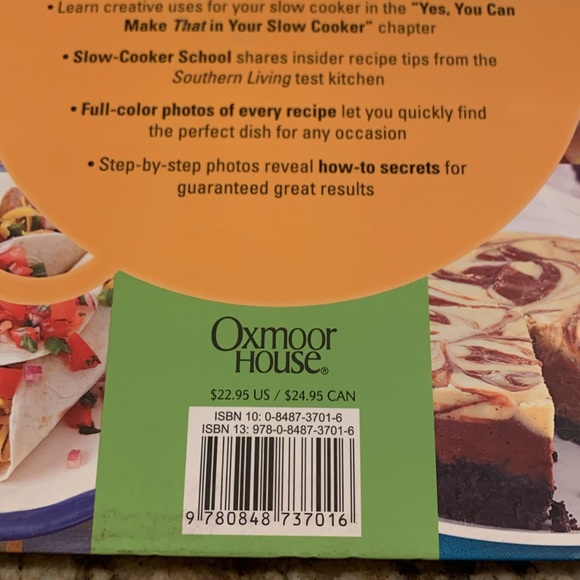 • Learn creative uses for your slow cooker in the "Yes, You Can
Make That in Your Slow Cooker" chapter
• Slow-Cooker School shares insider recipe tips from the
Southern Living test kitchen
• Full-color photos of every recipe let you quickly find
the perfect dish for any occasion
• Step-by-step photos reveal how-to secrets for
guaranteed great results
Oxmoor
HOUSE®
$22.95 US / $24.95 CAN
ISBN 10: 0-8487-3701-6
ISBN 13: 978-0-8487-3701-6
9 780848 737016